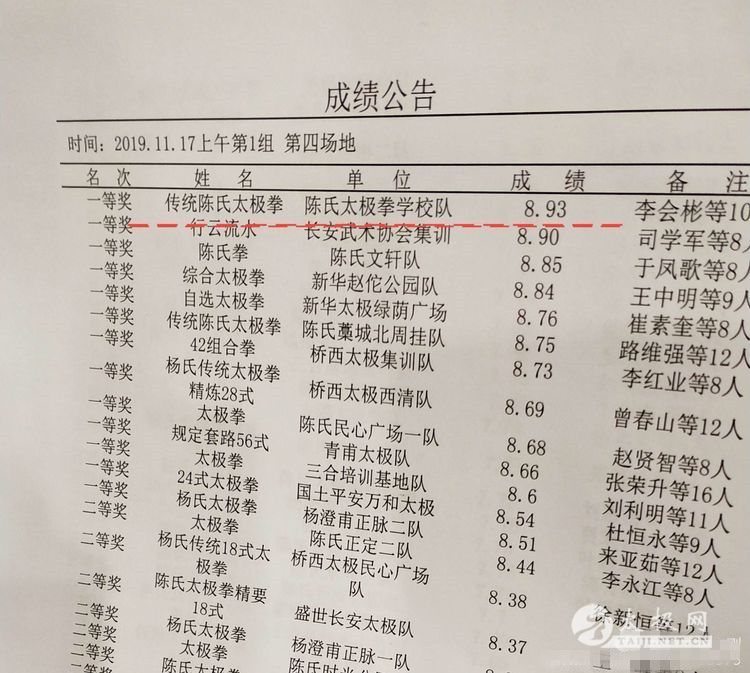 成绩公告
时间: 2019.11.17上午第1组 第四场地
名 次 姓 名 单 位 成 绩 备 注
一等奖 传统陈氏太极拳 陈氏太极拳学校队 8.93 李会彬等10
一等奖 行云流水 长安武术协会集训 8.90 司学军等8人
一等奖 陈氏拳 陈氏文轩队 8.85 于凤歌等8人
一等奖 综合太极拳 新华赵佗公园队 8.84 王中明等9人
一等奖 自选太极拳 新华太极绿荫广场 8.76 崔素奎等8人
一等奖 传统陈氏太极拳 陈氏藁城北周挂队 8.75 路维强等12人
一等奖 42组合拳 桥西太极集训队 8.73 李红业等8人
一等奖 杨氏传统太极拳 桥西太极西清队 8.69 曾春山等12人
精炼28式
一等奖 太极拳 陈氏民心广场一队 8.68 赵贤智等8人
规定套路56式
一等奖 太极拳 青甫太极队 8.66 张荣升等16人
一等奖 24式太极拳 三合培训基地队 8.6 刘利明等11人
二等奖 杨氏太极拳 国土平安万和太极 8.54 杜恒永等9人
太极拳 杨澄甫正脉二队 8.51 来亚茹等12人
二等奖 杨氏传统18式太 陈氏正定二队 8.44 李永江等8人
极拳 桥西太极民心广场
队
二等奖 陈氏太极拳精要 8.38 徐新恒等12人
18式 盛世长安太极队
二等奖 杨氏太极拳 8.37
二等奖 太极拳 杨澄甫正脉一队
二等奖
太极网
TAIJI.NET.CN